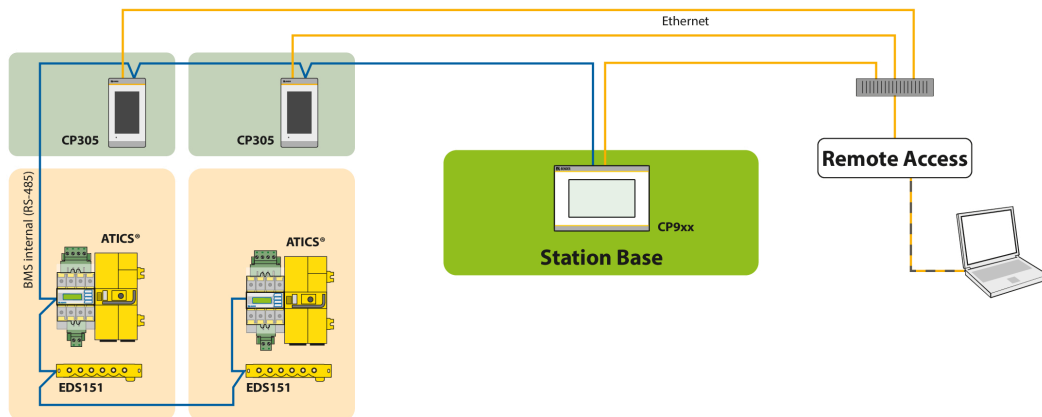 Ethernet
CP305
CP305
Remote Access
BMS internal (RS-485)
CP9xx
Station Base
ATICS®
ATICS®
EDS151
EDS151